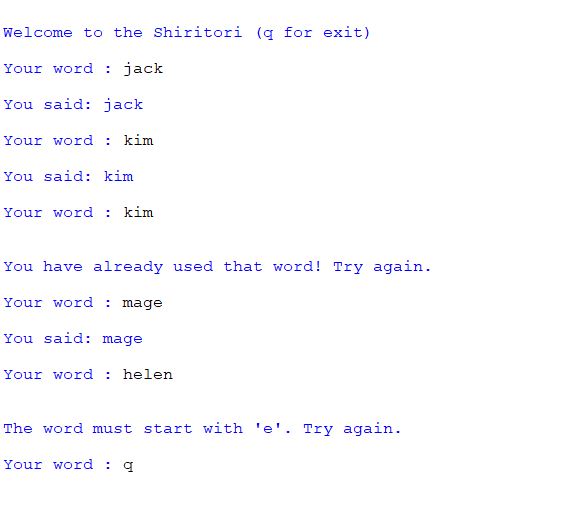 Welcome to the Shiritori (q for exit)
Your word : jack
You said: jack
Your word : kim
You said: kim
Your word : kim
You have already used that word! Try again.
Your word : mage
You said: mage
Your word : helen
The word must start with 'e'. Try again.
Your word : q